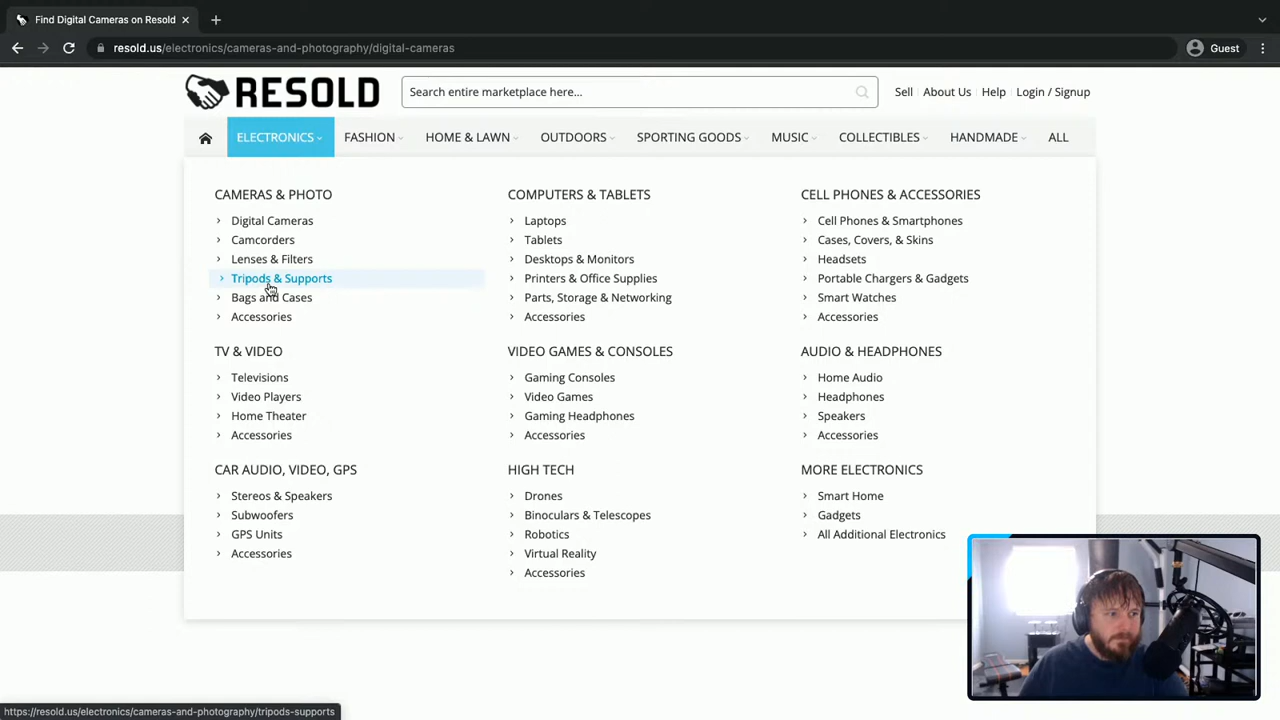 Find Digital Cameras on Resold
resold.us/electronics/cameras-and-photography/digital-cameras
Guest
RESOLD
Search entire marketplace here...
Sell About Us Help Login / Signup
ELECTRONICS FASHION HOME & LAWN OUTDOORS SPORTING GOODS MUSIC COLLECTIBLES HANDMADE ALL
CAMERAS & PHOTO
Digital Cameras
Camcorders
Lenses & Filters
Tripods & Supports
Bags and Cases
Accessories
COMPUTERS & TABLETS
Laptops
Tablets
Desktops & Monitors
Printers & Office Supplies
Parts, Storage & Networking
Accessories
CELL PHONES & ACCESSORIES
Cell Phones & Smartphones
Cases, Covers, & Skins
Headsets
Portable Chargers & Gadgets
Smart Watches
Accessories
TV & VIDEO
Televisions
Video Players
Home Theater
Accessories
VIDEO GAMES & CONSOLES
Gaming Consoles
Video Games
Gaming Headphones
Accessories
AUDIO & HEADPHONES
Home Audio
Headphones
Speakers
Accessories
CAR AUDIO, VIDEO, GPS
Stereos & Speakers
Subwoofers
GPS Units
Accessories
HIGH TECH
Drones
Binoculars & Telescopes
Robotics
Virtual Reality
Accessories
MORE ELECTRONICS
Smart Home
Gadgets
All Additional Electronics
https://resold.us/electronics/cameras-and-photography/tripods-supports